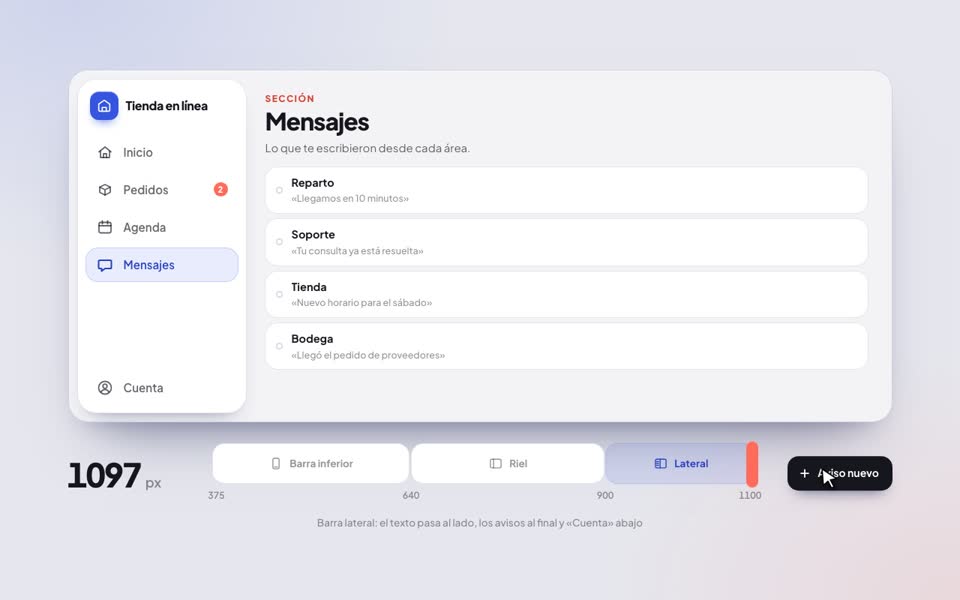 Tienda en línea
Inicio
Pedidos
2
Agenda
Mensajes
Cuenta
SECCIÓN
Mensajes
Lo que te escribieron desde cada área.
Reparto
«Llegamos en 10 minutos»
Soporte
«Tu consulta ya está resuelta»
Tienda
«Nuevo horario para el sábado»
Bodega
«Llegó el pedido de proveedores»
1097 px
Barra inferior
Riel
Lateral
375
640
900
1100
+ Aviso nuevo
Barra lateral: el texto pasa al lado, los avisos al final y «Cuenta» abajo